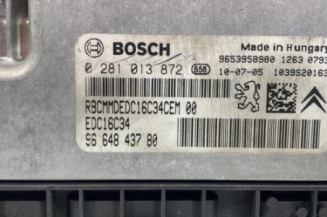 BOSCH
Made in Hungary
0 281 013 872 G56
9653958980 1263 0793
10-07-05 1039S20163
RBCMMDEDC16C34CEM 00
EDC16C34
96 648 437 80